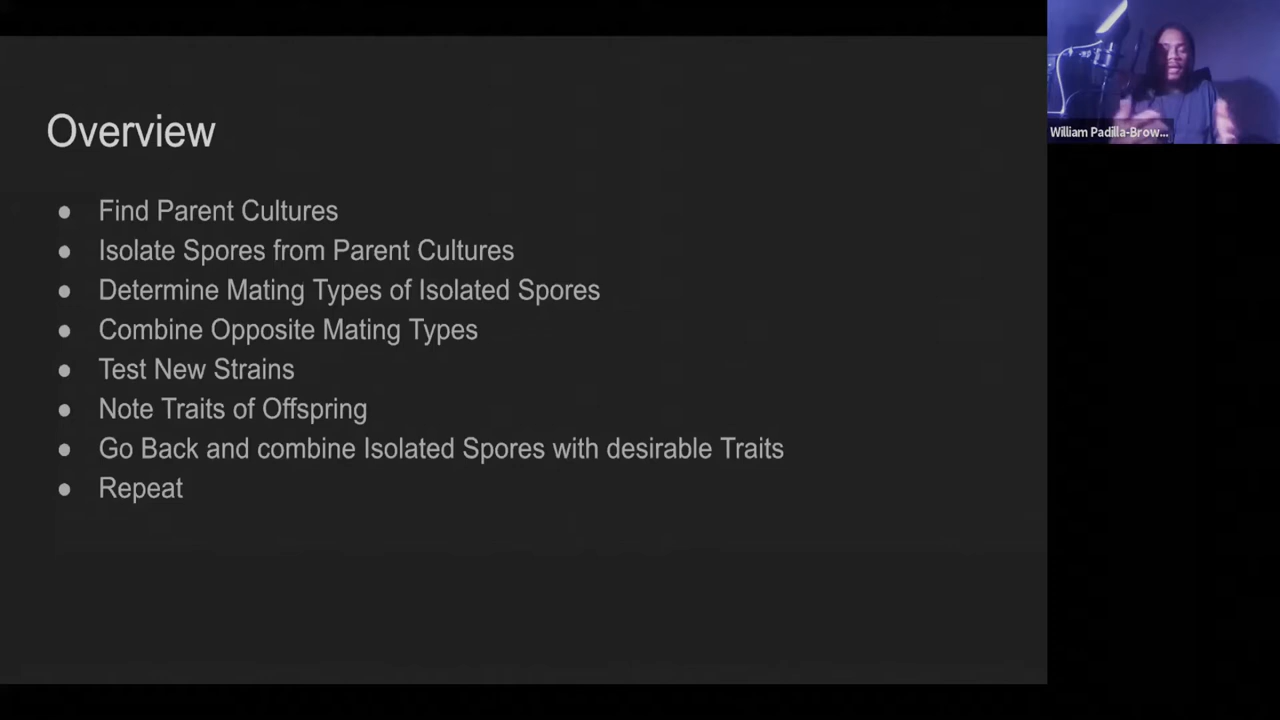 Overview
● Find Parent Cultures
● Isolate Spores from Parent Cultures
● Determine Mating Types of Isolated Spores
● Combine Opposite Mating Types
● Test New Strains
● Note Traits of Offspring
● Go Back and combine Isolated Spores with desirable Traits
● Repeat
William Padilla-Brow...